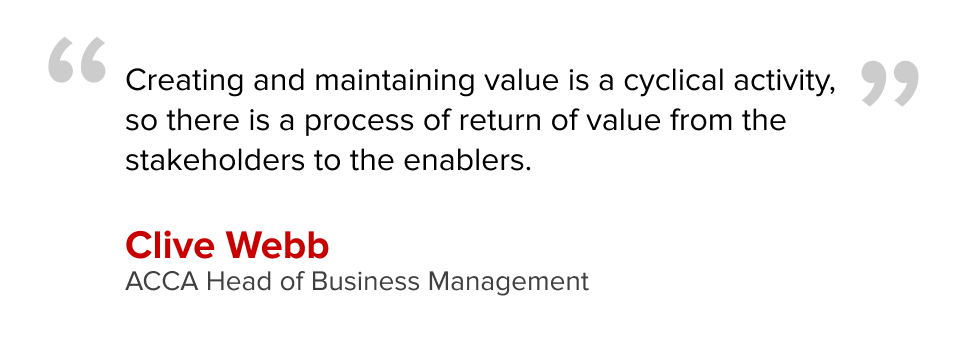 “Creating and maintaining value is a cyclical activity,”
so there is a process of return of value from the
stakeholders to the enablers.
Clive Webb
ACCA Head of Business Management